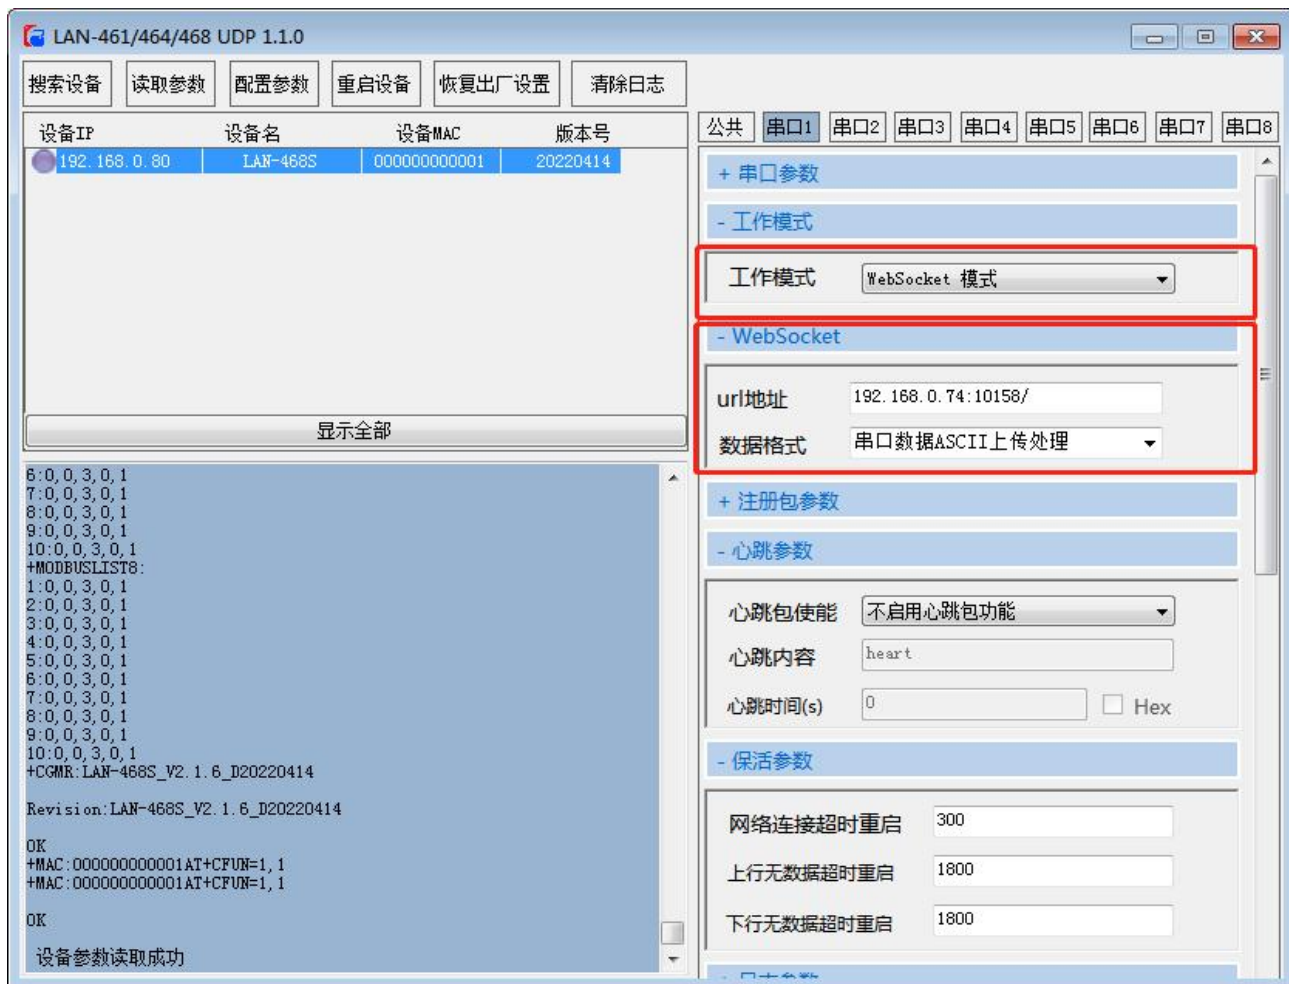 LAN-461/464/468 UDP 1.1.0
搜索设备 读取参数 配置参数 重启设备 恢复出厂设置 清除日志
设备IP 设备名 设备MAC 版本号
192.168.0.80 LAN-468S 000000000001 20220414
显示全部
6:0,0,3,0,1
7:0,0,3,0,1
8:0,0,3,0,1
9:0,0,3,0,1
10:0,0,3,0,1
+MODBUSLIST8:
1:0,0,3,0,1
2:0,0,3,0,1
3:0,0,3,0,1
4:0,0,3,0,1
5:0,0,3,0,1
6:0,0,3,0,1
7:0,0,3,0,1
8:0,0,3,0,1
9:0,0,3,0,1
10:0,0,3,0,1
+CGMR:LAN-468S_V2.1.6_D20220414
Revision:LAN-468S_V2.1.6_D20220414
OK
+MAC:000000000001AT+CFUN=1,1
+MAC:000000000001AT+CFUN=1,1
OK
设备参数读取成功
公共 串口1 串口2 串口3 串口4 串口5 串口6 串口7 串口8
+ 串口参数
- 工作模式
工作模式 WebSocket 模式
- WebSocket
url地址 192.168.0.74:10158/
数据格式 串口数据ASCII上传处理
+ 注册包参数
- 心跳参数
心跳包使能 不启用心跳包功能
心跳内容 heart
心跳时间(s) 0 Hex
- 保活参数
网络连接超时重启 300
上行无数据超时重启 1800
下行无数据超时重启 1800